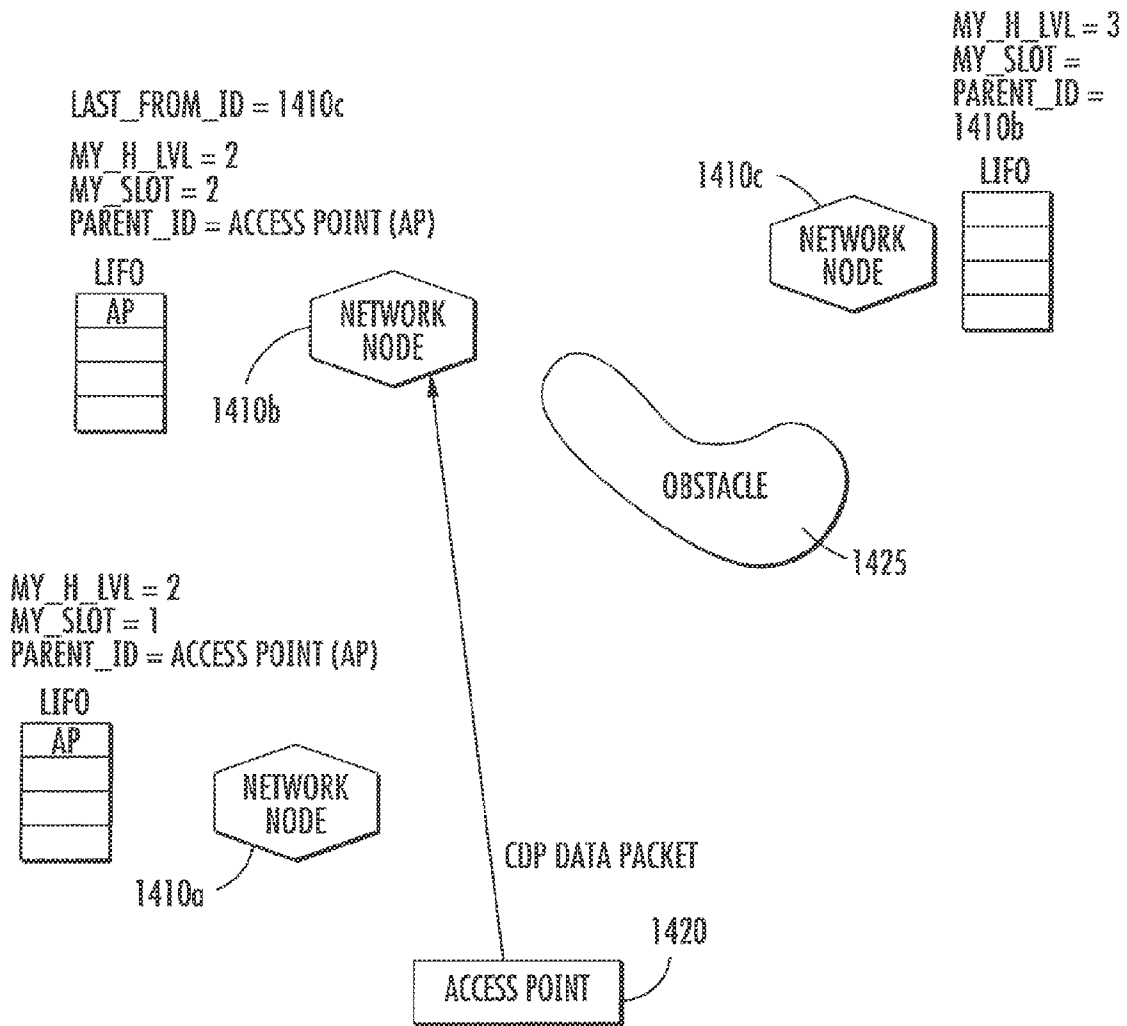 MY_H_LVL = 3
MY_SLOT =
PARENT_ID =
1410b
LIFO
1410c
NETWORK
NODE
LAST_FROM_ID = 1410c
MY_H_LVL = 2
MY_SLOT = 2
PARENT_ID = ACCESS POINT (AP)
LIFO
AP
NETWORK
NODE
1410b
OBSTACLE
1425
MY_H_LVL = 2
MY_SLOT = 1
PARENT_ID = ACCESS POINT (AP)
LIFO
AP
NETWORK
NODE
1410a
CDP DATA PACKET
1420
ACCESS POINT